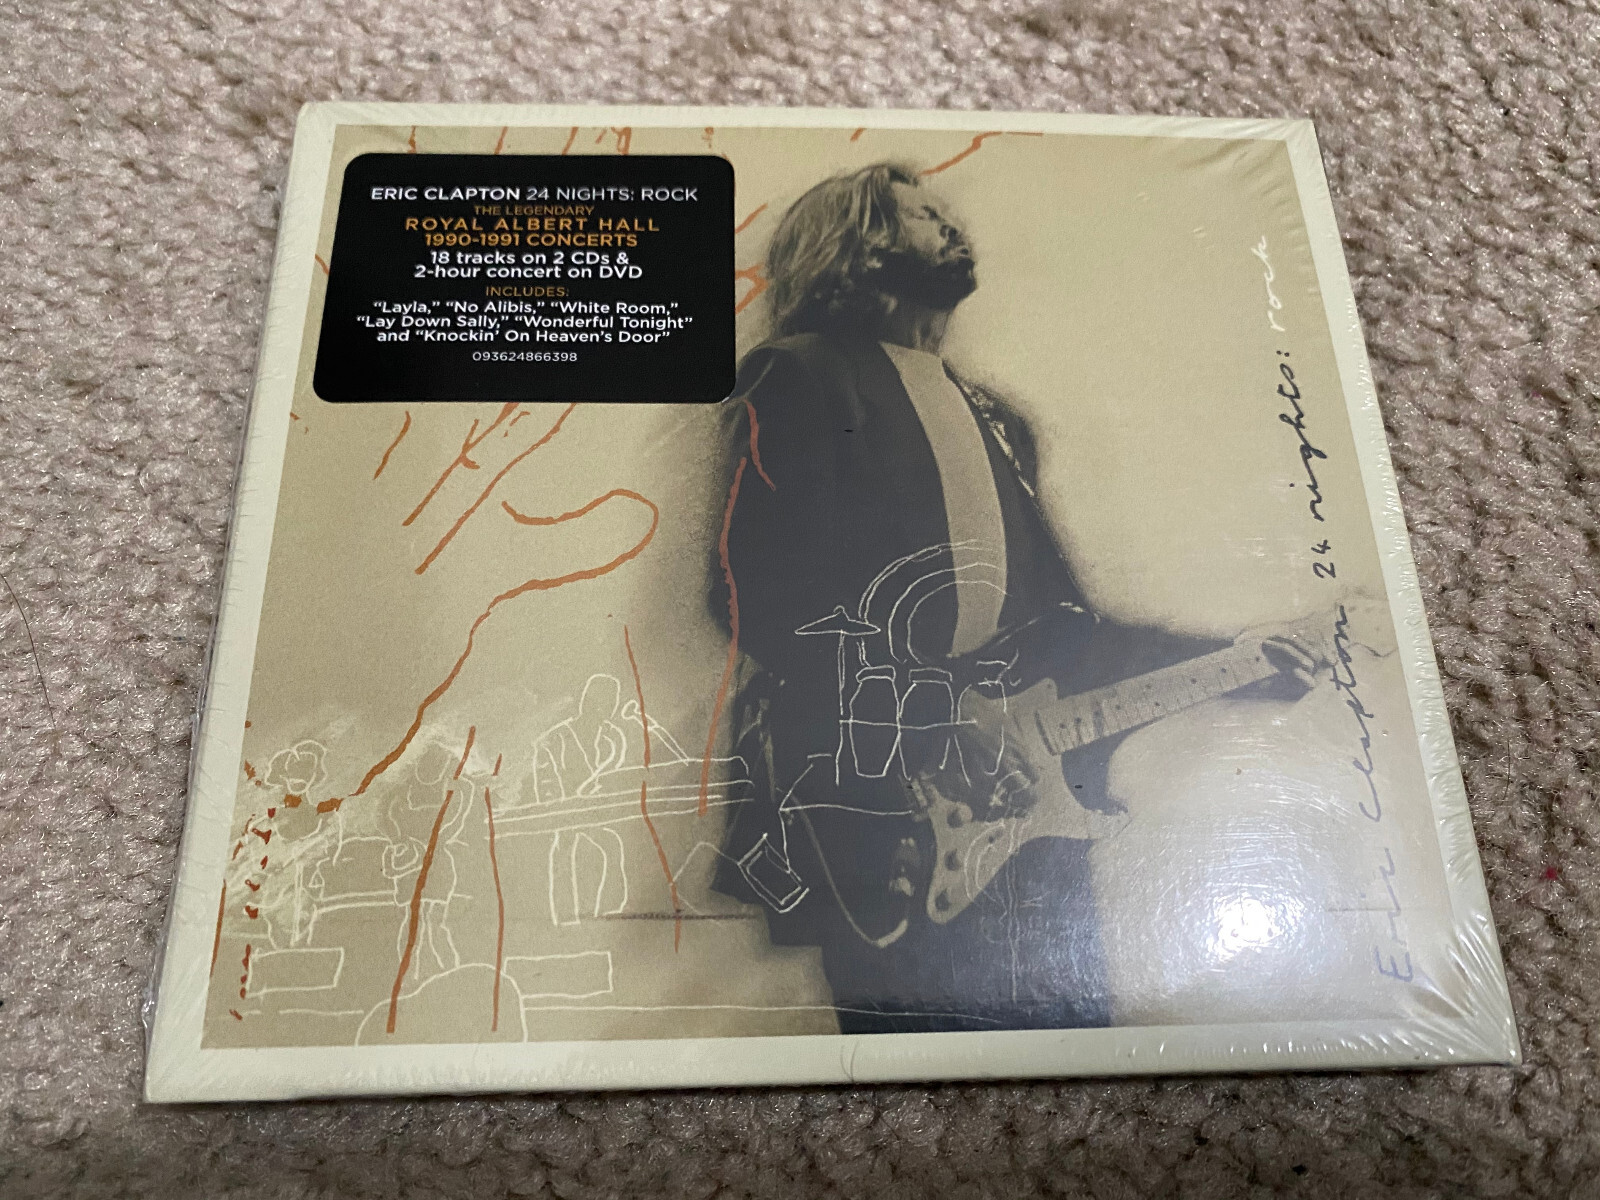 ERIC CLAPTON 24 NIGHTS: ROCK
THE LEGENDARY
ROYAL ALBERT HALL
1990-1991 CONCERTS
18 tracks on 2 CDs &
2-hour concert on DVD
INCLUDES:
“Layla,” “No Alibis,” “White Room,”
“Lay Down Sally,” “Wonderful Tonight”
and “Knockin’ On Heaven’s Door”
093624866398
Eric Clapton 24 nights: rock